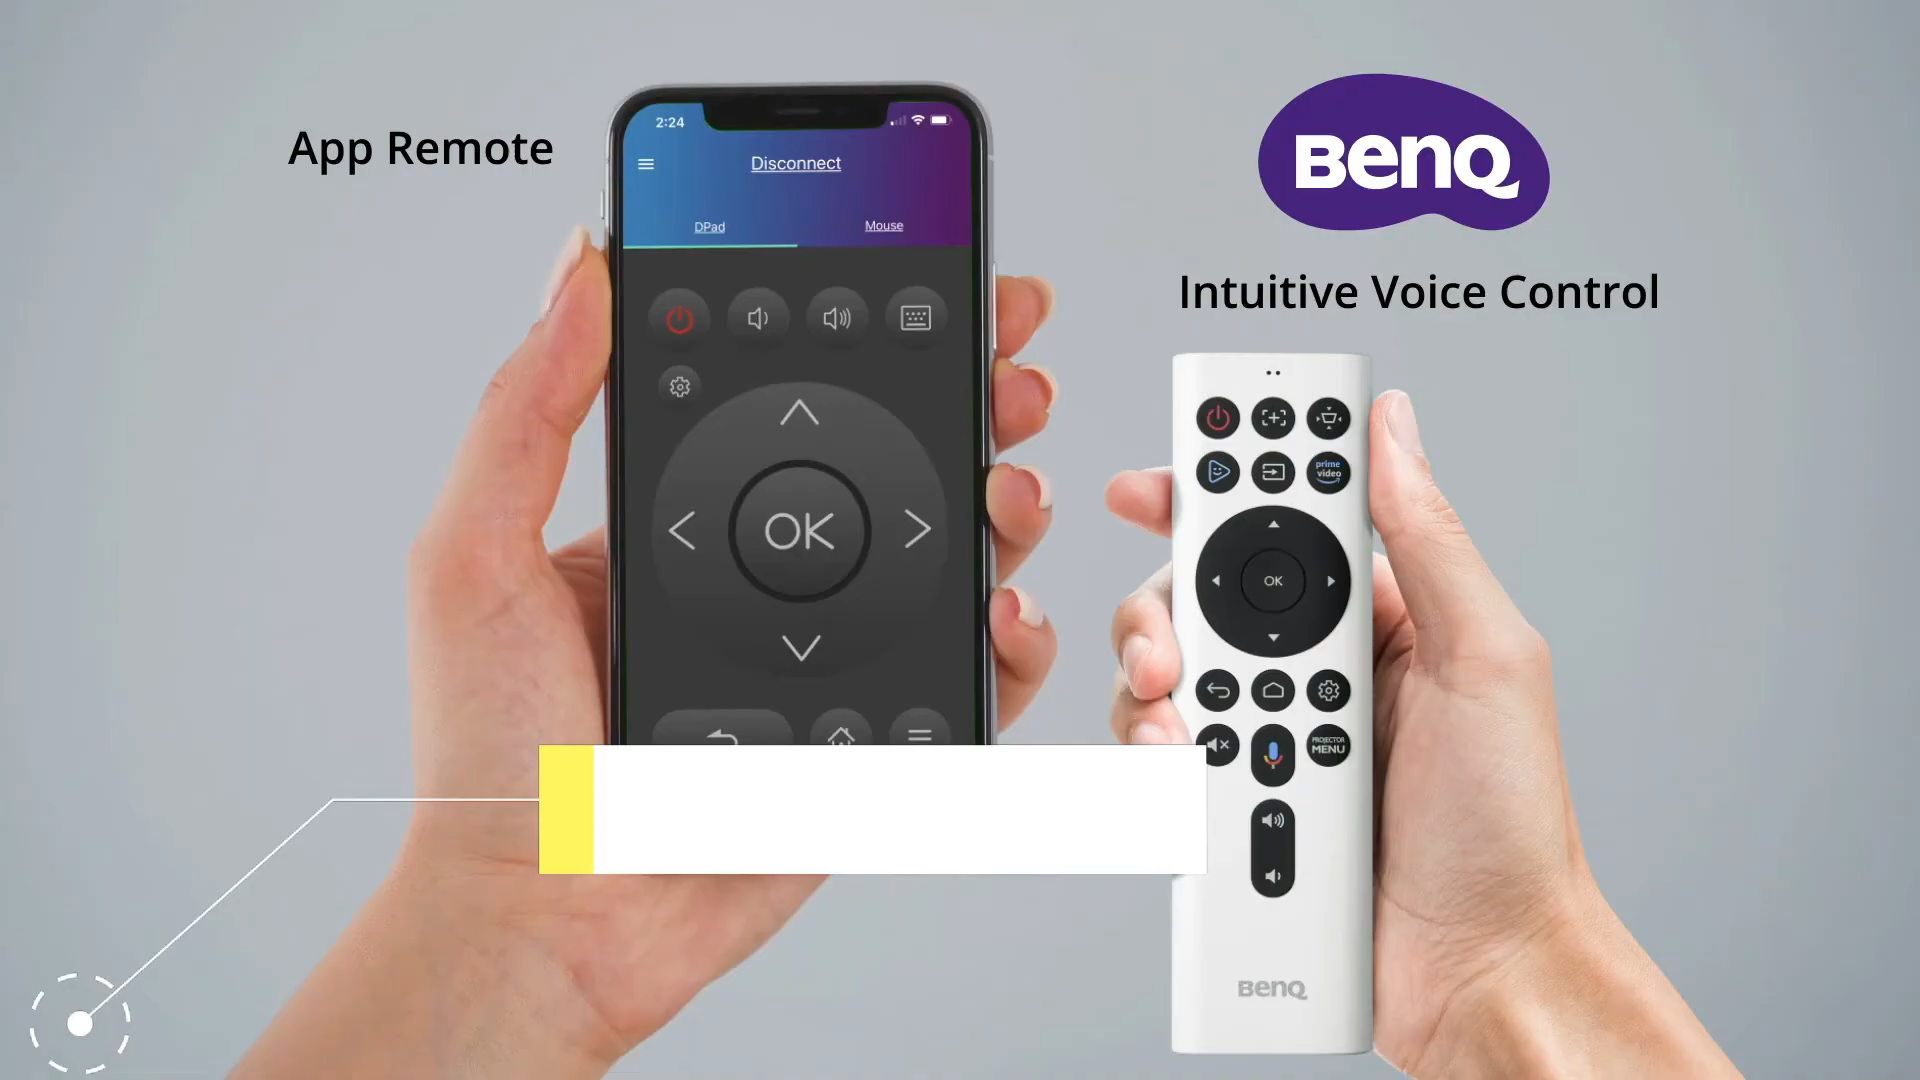 App Remote
2:24
Disconnect
DPad
Mouse
OK
BenQ
Intuitive Voice Control
prime video
OK
PROJECTOR
MENU
BenQ